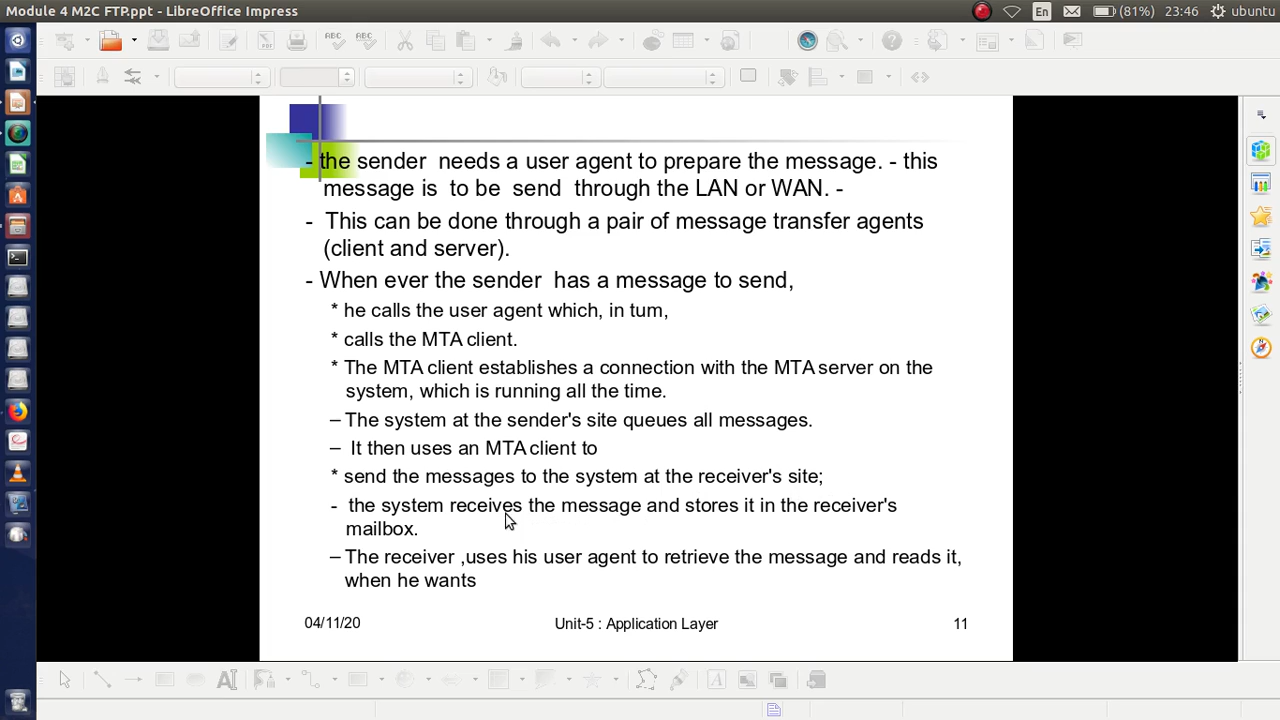 Module 4 M2C FTP.ppt - LibreOffice Impress
En
(81%)
23:46
ubuntu
- the sender  needs a user agent to prepare the message. - this
message is  to be  send  through the LAN or WAN. -
-  This can be done through a pair of message transfer agents
(client and server).
- When ever the sender  has a message to send,
* he calls the user agent which, in tum,
* calls the MTA client.
* The MTA client establishes a connection with the MTA server on the
system, which is running all the time.
– The system at the sender's site queues all messages.
–  It then uses an MTA client to
* send the messages to the system at the receiver's site;
-  the system receives the message and stores it in the receiver's
mailbox.
– The receiver ,uses his user agent to retrieve the message and reads it,
when he wants
04/11/20
Unit-5 : Application Layer
11